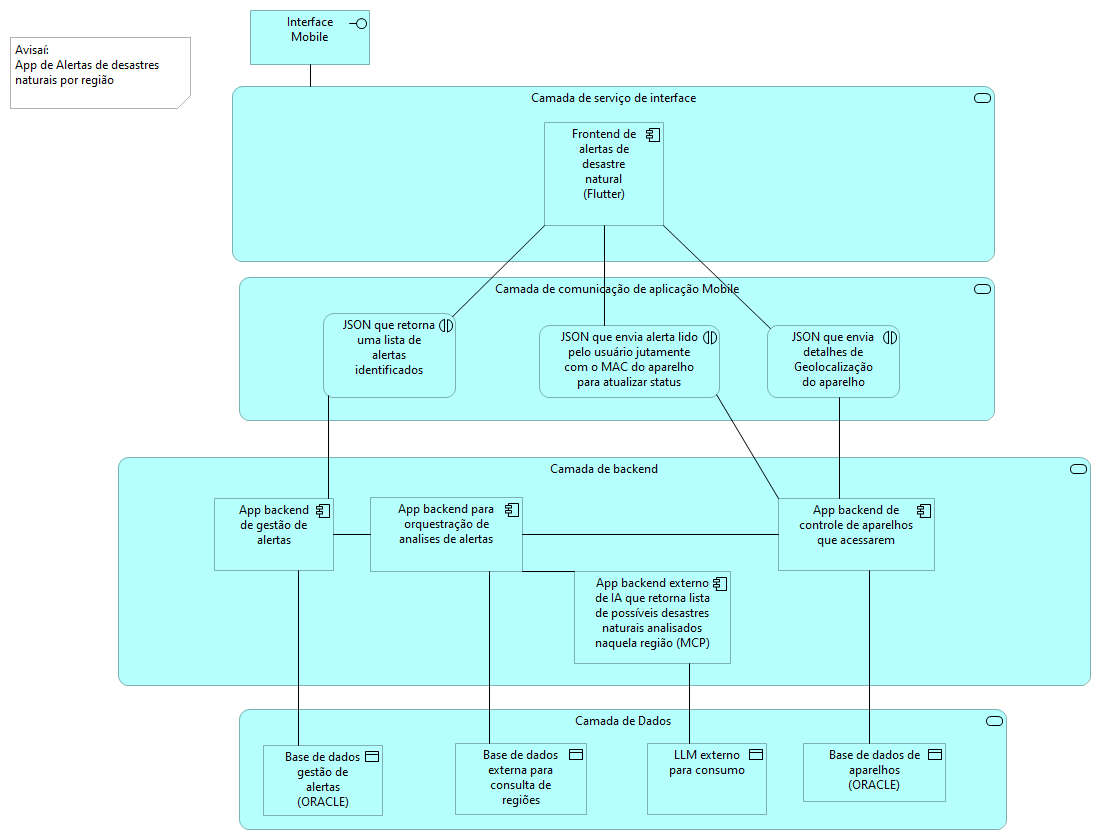 Interface
Mobile
Avisaí:
App de Alertas de desastres
naturais por região
Camada de serviço de interface
Frontend de
alertas de
desastre
natural
(Flutter)
Camada de comunicação de aplicação Mobile
JSON que retorna
uma lista de
alertas
identificados
JSON que envia alerta lido
pelo usuário jutamente
com o MAC do aparelho
para atualizar status
JSON que envia
detalhes de
Geolocalização
do aparelho
Camada de backend
App backend
de gestão de
alertas
App backend para
orquestração de
analises de alertas
App backend de
controle de aparelhos
que acessarem
App backend externo
de IA que retorna lista
de possíveis desastres
naturais analisados
naquela região (MCP)
Camada de Dados
Base de dados
gestão de
alertas
(ORACLE)
Base de dados
externa para
consulta de
regiões
LLM externo
para consumo
Base de dados de
aparelhos
(ORACLE)